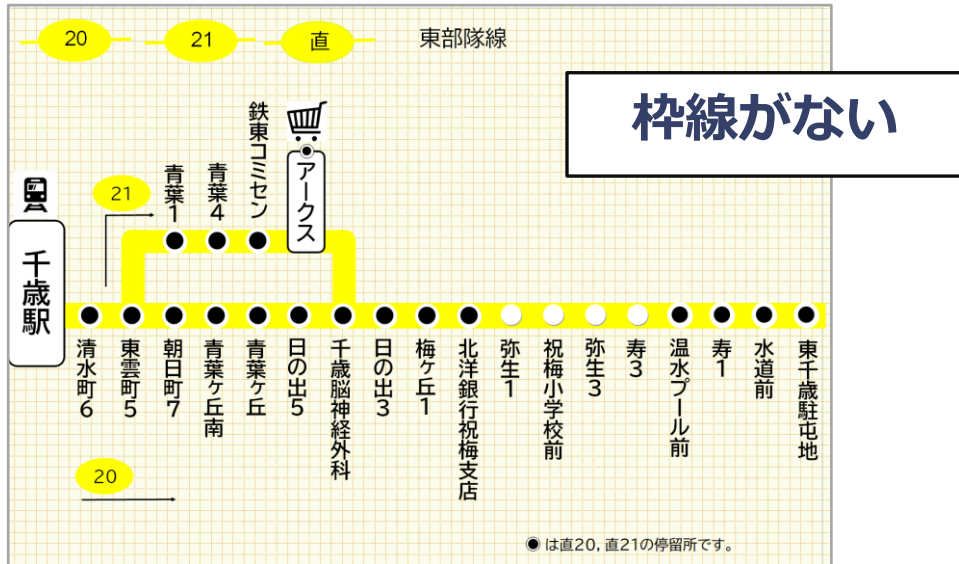 20
21
直
東部隊線
枠線がない
千歳駅
21
青葉1
青葉4
鉄東コミセン
アークス
清水町6
東雲町5
朝日町7
青葉ヶ丘南
青葉ヶ丘
日の出5
千歳脳神経外科
日の出3
梅ヶ丘1
北洋銀行祝梅支店
弥生1
祝梅小学校前
弥生3
寿3
温水プール前
寿1
水道前
東千歳駐屯地
20
は直20，直21の停留所です。